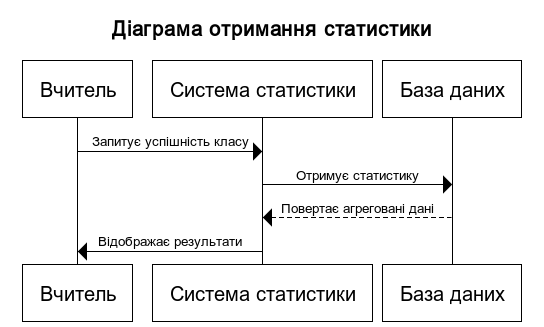 Діаграма отримання статистики
Вчитель
Система статистики
База даних
Запитує успішність класу
Отримує статистику
Повертає агреговані дані
Відображає результати
Вчитель
Система статистики
База даних